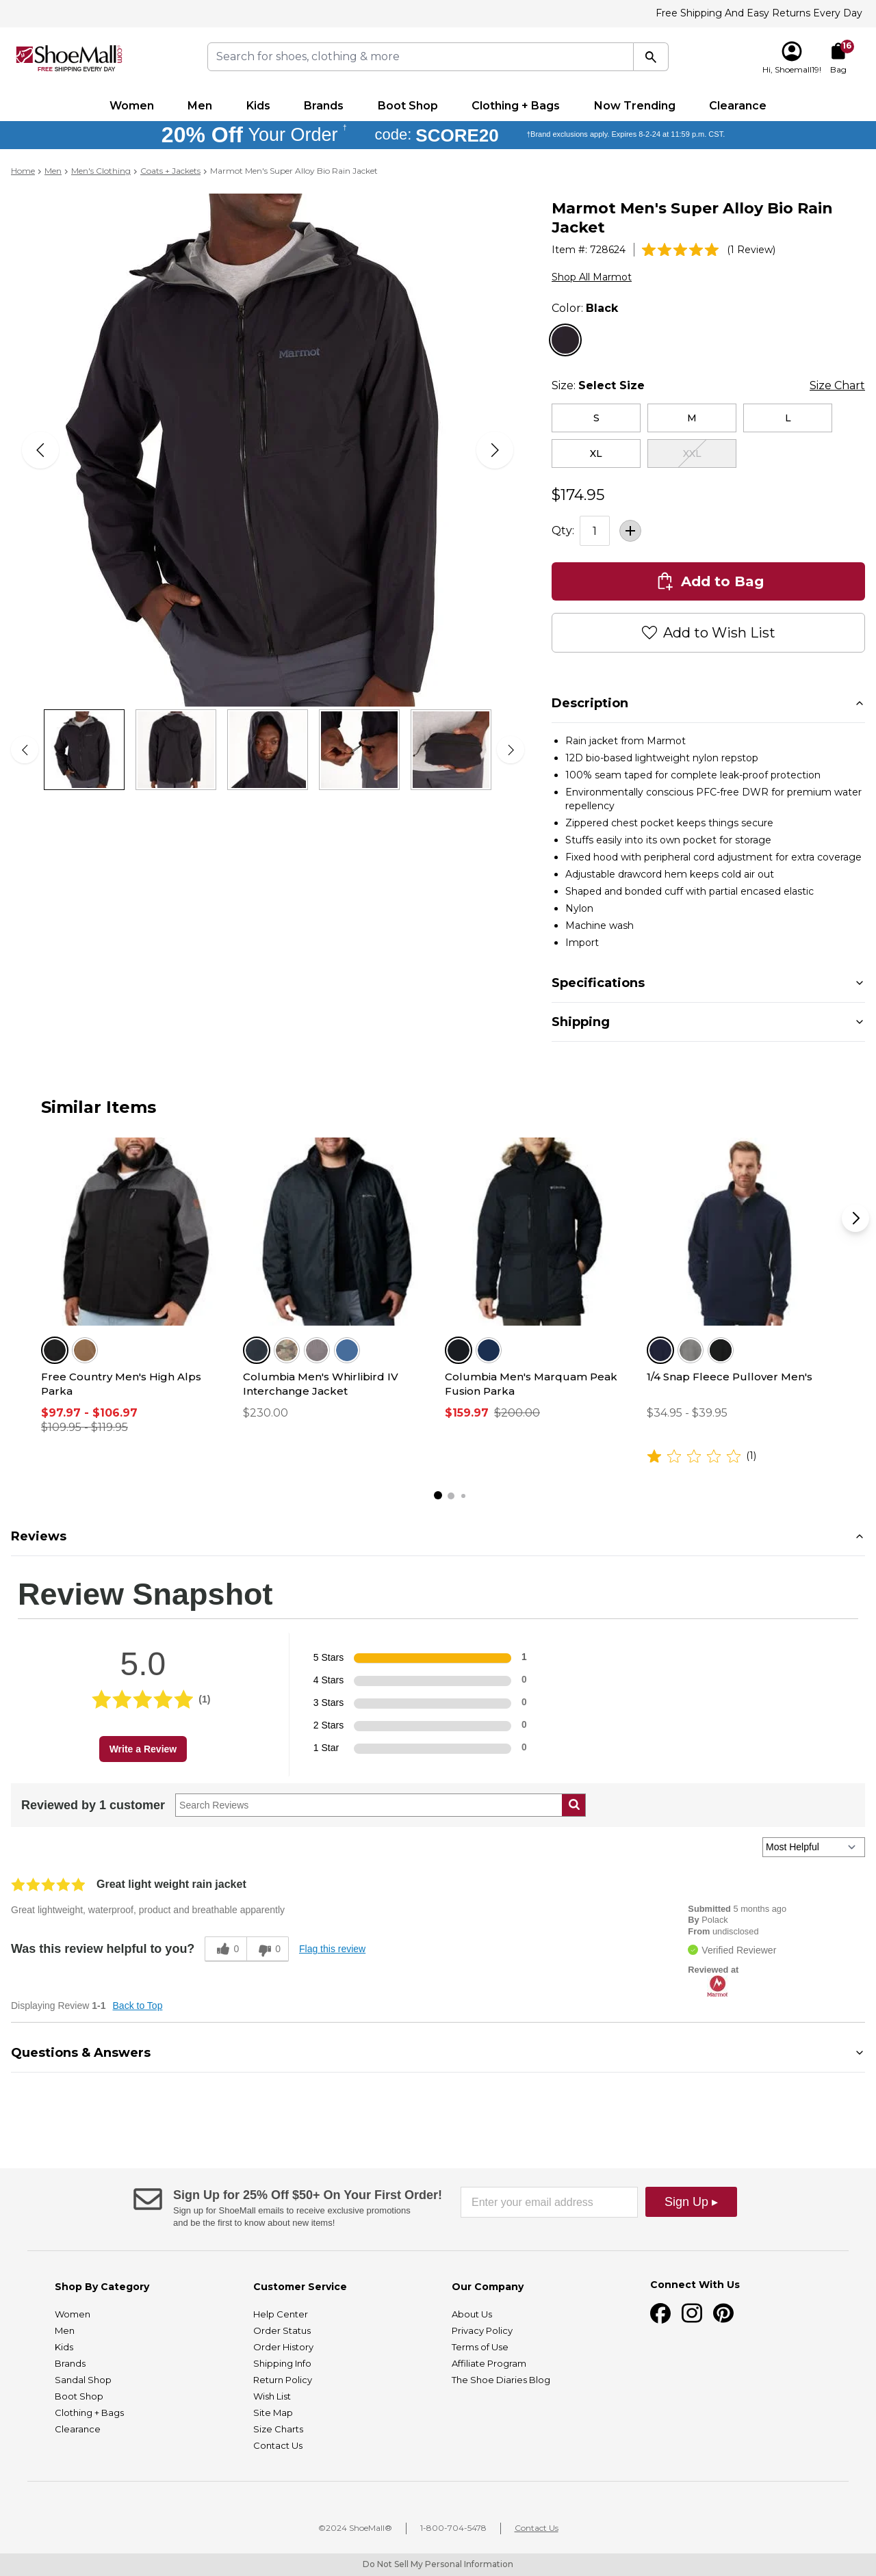 Free Shipping And Easy Returns Every Day
ShoeMall.COM
FREE SHIPPING EVERY DAY
Search for shoes, clothing & more
Hi, Shoemall19!
16
Bag
Women Men Kids Brands Boot Shop Clothing + Bags Now Trending Clearance
20% Off Your Order † code: SCORE20 †Brand exclusions apply. Expires 8-2-24 at 11:59 p.m. CST.
Home > Men > Men's Clothing > Coats + Jackets > Marmot Men's Super Alloy Bio Rain Jacket
Marmot
Marmot Men's Super Alloy Bio Rain
Jacket
Item #: 728624 (1 Review)
Shop All Marmot
Color: Black
Size: Select Size Size Chart
S M L
XL XXL
$174.95
Qty: 1 +
Add to Bag
Add to Wish List
Description
• Rain jacket from Marmot
• 12D bio-based lightweight nylon repstop
• 100% seam taped for complete leak-proof protection
• Environmentally conscious PFC-free DWR for premium water
repellency
• Zippered chest pocket keeps things secure
• Stuffs easily into its own pocket for storage
• Fixed hood with peripheral cord adjustment for extra coverage
• Adjustable drawcord hem keeps cold air out
• Shaped and bonded cuff with partial encased elastic
• Nylon
• Machine wash
• Import
Specifications
Shipping
Similar Items
Free Country Men's High Alps
Parka
$97.97 - $106.97
$109.95 - $119.95
Columbia Men's Whirlibird IV
Interchange Jacket
$230.00
Columbia Men's Marquam Peak
Fusion Parka
$159.97 $200.00
1/4 Snap Fleece Pullover Men's
$34.95 - $39.95
(1)
Reviews
Review Snapshot
5.0
(1)
Write a Review
5 Stars 1
4 Stars 0
3 Stars 0
2 Stars 0
1 Star 0
Reviewed by 1 customer Search Reviews
Most Helpful
Great light weight rain jacket
Great lightweight, waterproof, product and breathable apparently
Was this review helpful to you? 0 0 Flag this review
Submitted 5 months ago
By Polack
From undisclosed
Verified Reviewer
Reviewed at
Marmot
Displaying Review 1-1 Back to Top
Questions & Answers
Sign Up for 25% Off $50+ On Your First Order!
Sign up for ShoeMall emails to receive exclusive promotions
and be the first to know about new items!
Enter your email address
Sign Up ▸
Shop By Category
Women
Men
Kids
Brands
Sandal Shop
Boot Shop
Clothing + Bags
Clearance
Customer Service
Help Center
Order Status
Order History
Shipping Info
Return Policy
Wish List
Site Map
Size Charts
Contact Us
Our Company
About Us
Privacy Policy
Terms of Use
Affiliate Program
The Shoe Diaries Blog
Connect With Us
©2024 ShoeMall® 1-800-704-5478 Contact Us
Do Not Sell My Personal Information